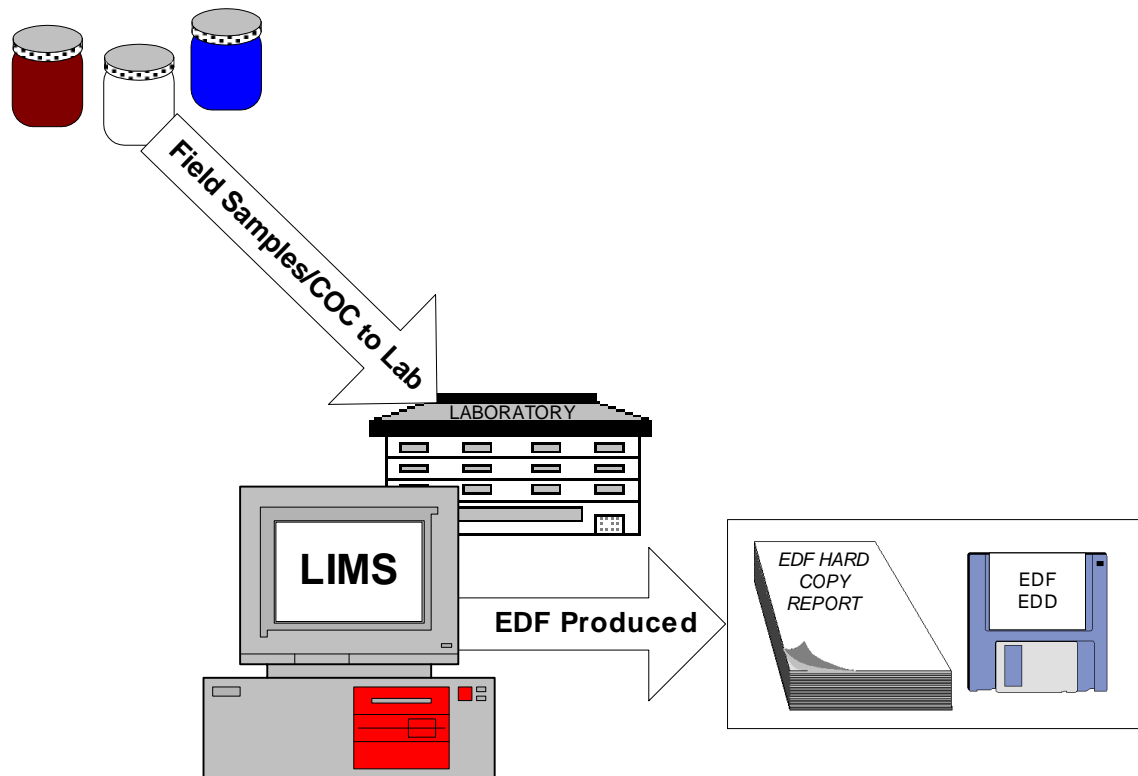 Field Samples/COC to Lab
LABORATORY
LIMS
EDF Produced
EDF HARD
COPY
REPORT
EDF
EDD